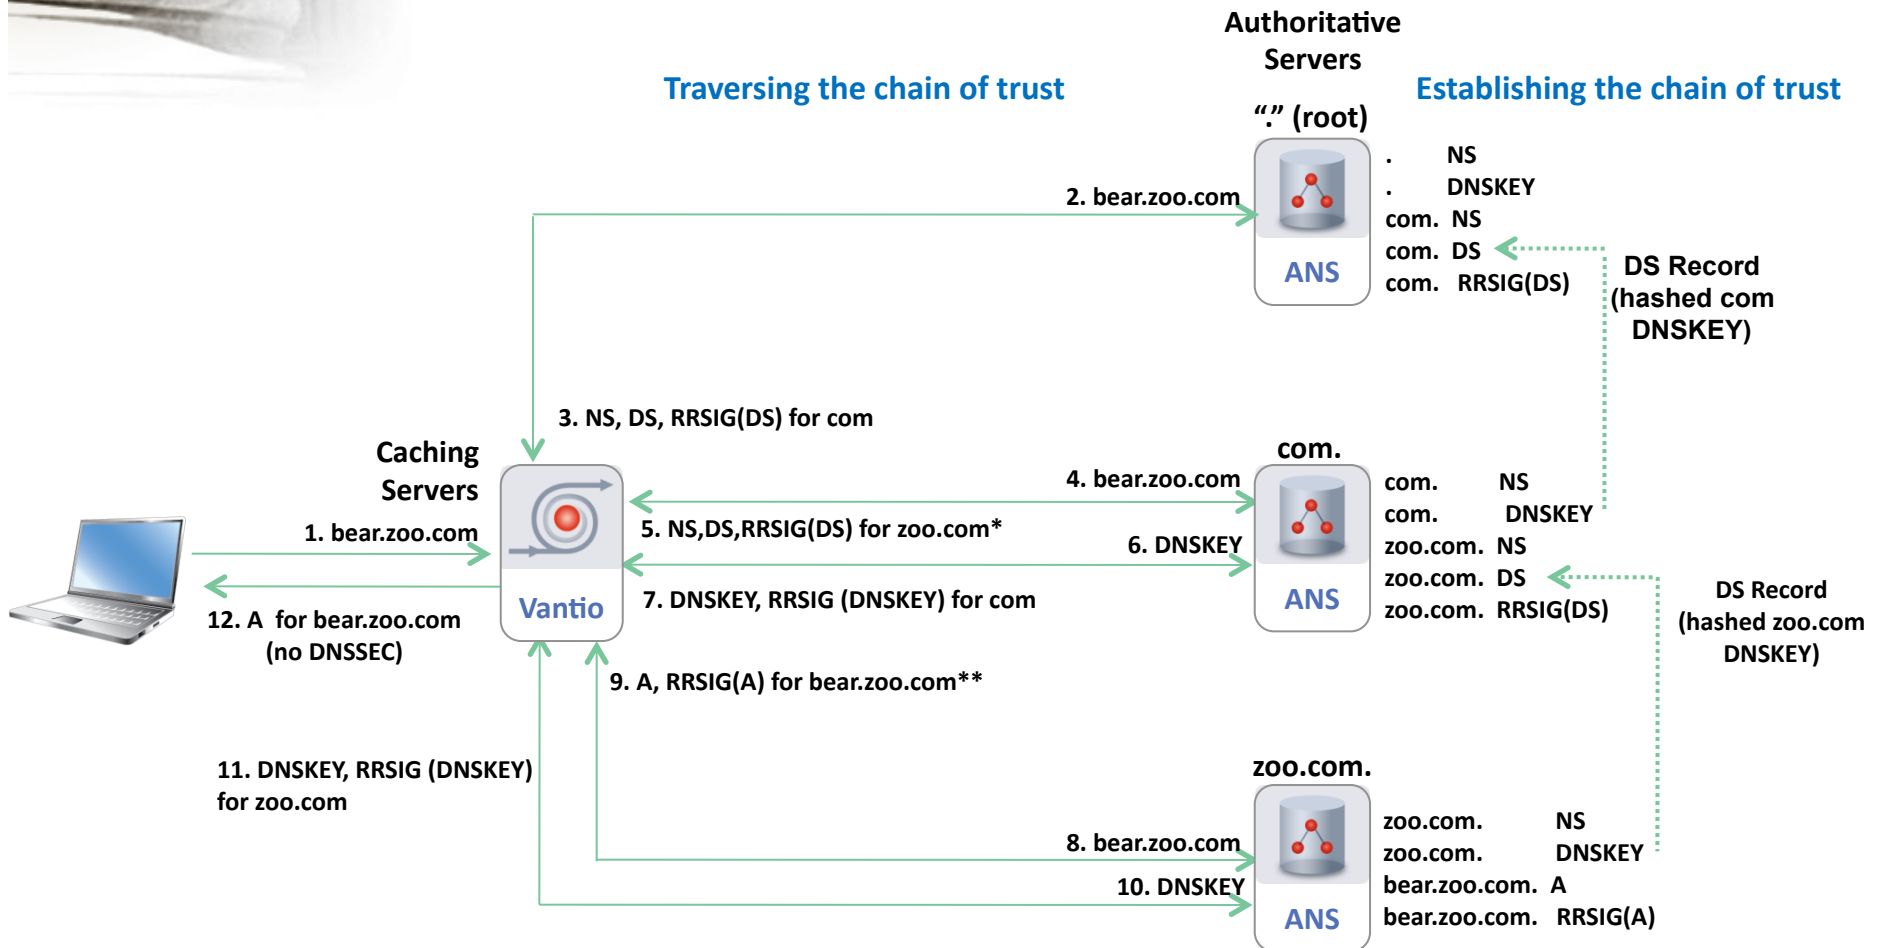 Authoritative
Servers
Traversing the chain of trust
Establishing the chain of trust
“.” (root)
. NS
. DNSKEY
com. NS
com. DS
com. RRSIG(DS)
2. bear.zoo.com
ANS
DS Record
(hashed com
DNSKEY)
3. NS, DS, RRSIG(DS) for com
Caching
Servers
com.
4. bear.zoo.com
com. NS
com. DNSKEY
zoo.com. NS
zoo.com. DS
zoo.com. RRSIG(DS)
1. bear.zoo.com
5. NS,DS,RRSIG(DS) for zoo.com*
6. DNSKEY
Vantio
7. DNSKEY, RRSIG (DNSKEY) for com
ANS
DS Record
(hashed zoo.com
DNSKEY)
12. A for bear.zoo.com
(no DNSSEC)
9. A, RRSIG(A) for bear.zoo.com**
11. DNSKEY, RRSIG (DNSKEY)
for zoo.com
zoo.com.
8. bear.zoo.com
10. DNSKEY
ANS
zoo.com. NS
zoo.com. DNSKEY
bear.zoo.com. A
bear.zoo.com. RRSIG(A)